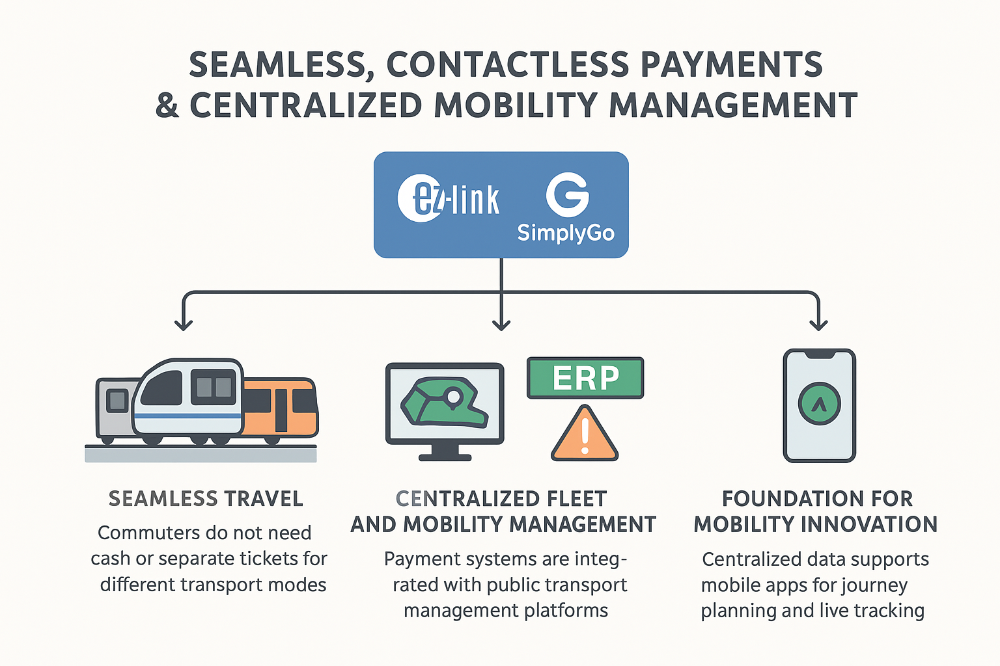 SEAMLESS, CONTACTLESS PAYMENTS
& CENTRALIZED MOBILITY MANAGEMENT
ez-link
SimplyGo
ERP
SEAMLESS TRAVEL
Commuters do not need
cash or separate tickets for
different transport modes
CENTRALIZED FLEET
AND MOBILITY MANAGEMENT
Payment systems are integ-
rated with public transport
management platforms
FOUNDATION FOR
MOBILITY INNOVATION
Centralized data supports
mobile apps for journey
planning and live tracking